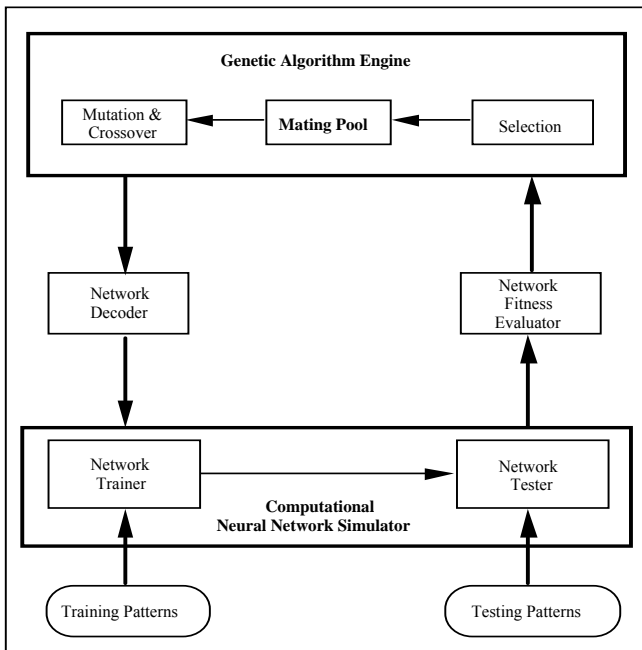 Genetic Algorithm Engine
Mutation &
Crossover
Mating Pool
Selection
Network
Decoder
Network
Fitness
Evaluator
Network
Trainer
Network
Tester
Computational
Neural Network Simulator
Training Patterns
Testing Patterns